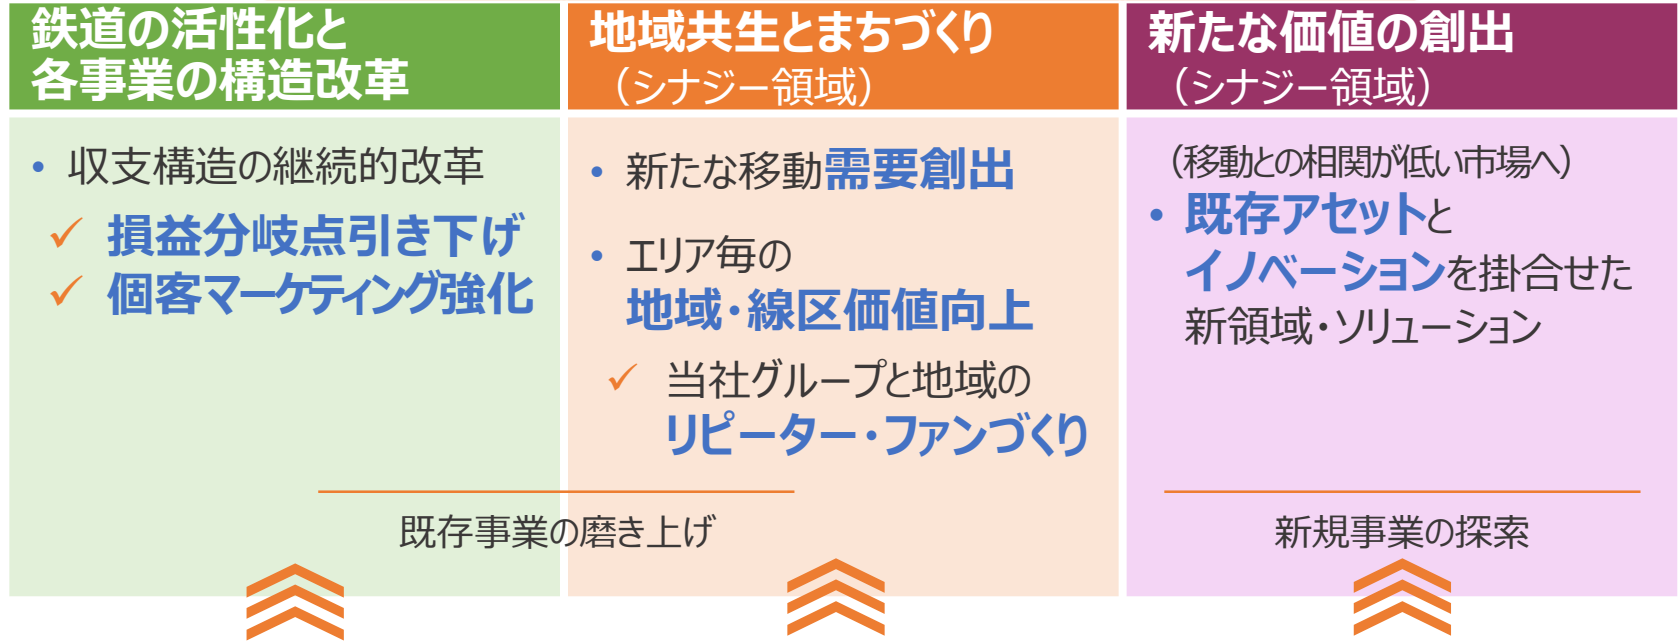 鉄道の活性化と
各事業の構造改革
• 収支構造の継続的改革
✓ 損益分岐点引き下げ
✓ 個客マーケティング強化
地域共生とまちづくり
（シナジー領域）
• 新たな移動需要創出
• エリア毎の
地域・線区価値向上
✓ 当社グループと地域の
リピーター・ファンづくり
既存事業の磨き上げ
新たな価値の創出
（シナジー領域）
（移動との相関が低い市場へ）
• 既存アセットと
イノベーションを掛合せた
新領域・ソリューション
新規事業の探索